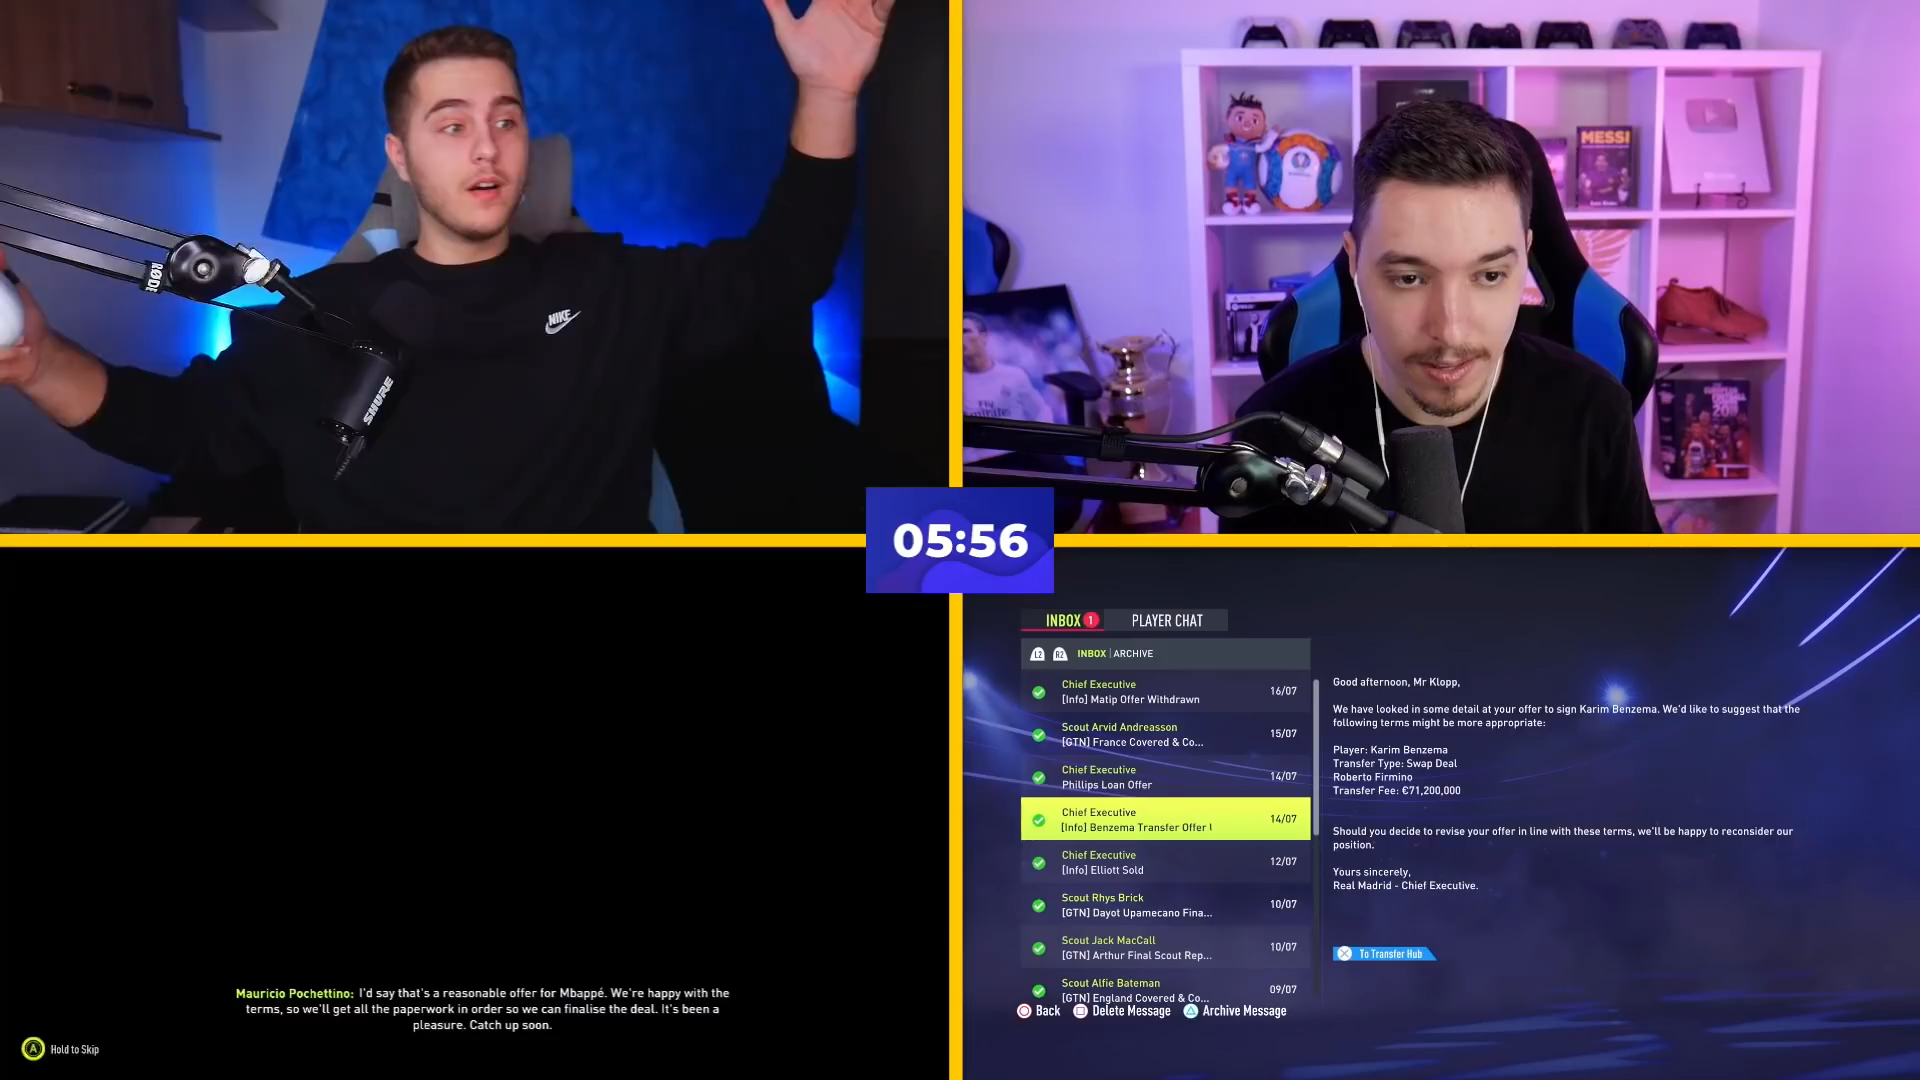 MESSI
RØDE
NIKE
SHURE
Fly
Emirates
05:56
INBOX 1 PLAYER CHAT
L2 R2 INBOX | ARCHIVE
Chief Executive
[Info] Matip Offer Withdrawn 16/07
Scout Arvid Andreasson
[GTN] France Covered & Co... 15/07
Chief Executive
Phillips Loan Offer 14/07
Chief Executive
[Info] Benzema Transfer Offer 14/07
Chief Executive
[Info] Elliott Sold 12/07
Scout Rhys Brick
[GTN] Dayot Upamecano Fina... 10/07
Scout Jack MacCall
[GTN] Arthur Final Scout Rep... 10/07
Scout Alfie Bateman
[GTN] England Covered & Co... 09/07
Back Delete Message Archive Message
Good afternoon, Mr Klopp,
We have looked in some detail at your offer to sign Karim Benzema. We'd like to suggest that the
following terms might be more appropriate:
Player: Karim Benzema
Transfer Type: Swap Deal
Roberto Firmino
Transfer Fee: €71,200,000
Should you decide to revise your offer in line with these terms, we'll be happy to reconsider our
position.
Yours sincerely,
Real Madrid - Chief Executive.
To Transfer Hub
Mauricio Pochettino: I'd say that's a reasonable offer for Mbappé. We're happy with the
terms, so we'll get all the paperwork in order so we can finalise the deal. It's been a
pleasure. Catch up soon.
A Hold to Skip